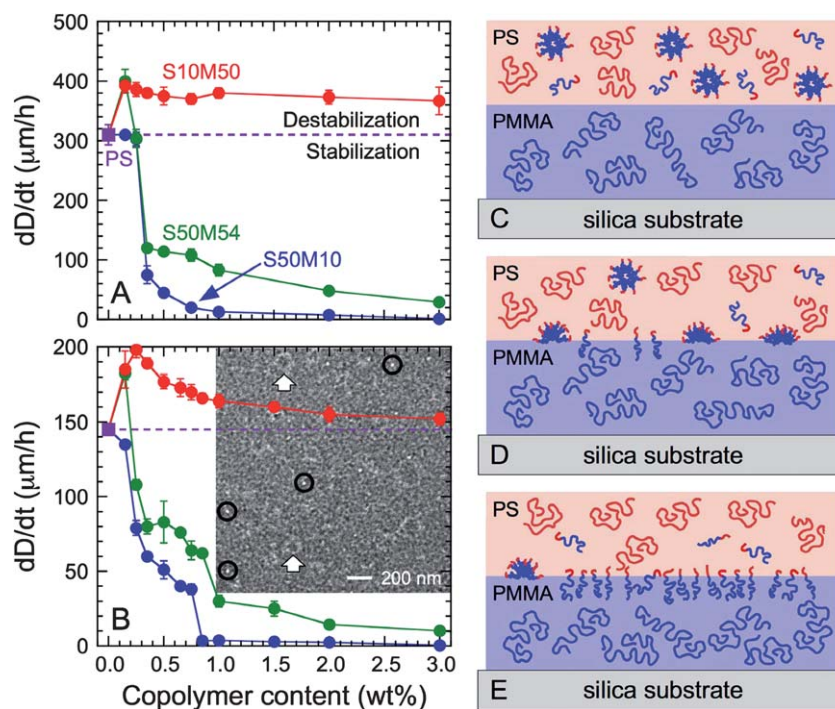 500
400
300
200
100
0
dD/dt (μm/h)
S10M50
Destabilization
Stabilization
PS
S50M54
S50M10
A
200
150
100
50
0
dD/dt (μm/h)
200 nm
B
0.0 0.5 1.0 1.5 2.0 2.5 3.0
Copolymer content (wt%)
PS
PMMA
C silica substrate
PS
PMMA
D silica substrate
PS
PMMA
E silica substrate